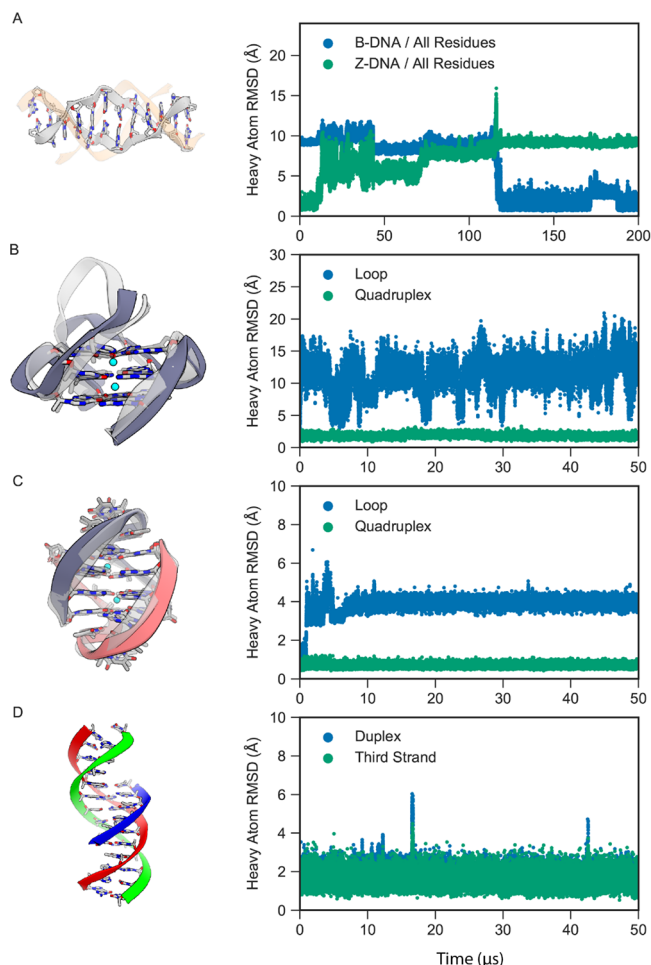 A
Heavy Atom RMSD (Å)
B-DNA / All Residues
Z-DNA / All Residues
20
15
10
5
0
0 50 100 150 200
B
Heavy Atom RMSD (Å)
Loop
Quadruplex
30
25
20
15
10
5
0
0 10 20 30 40 50
C
Heavy Atom RMSD (Å)
Loop
Quadruplex
10
8
6
4
2
0
0 10 20 30 40 50
D
Heavy Atom RMSD (Å)
Duplex
Third Strand
10
8
6
4
2
0
0 10 20 30 40 50
Time (µs)